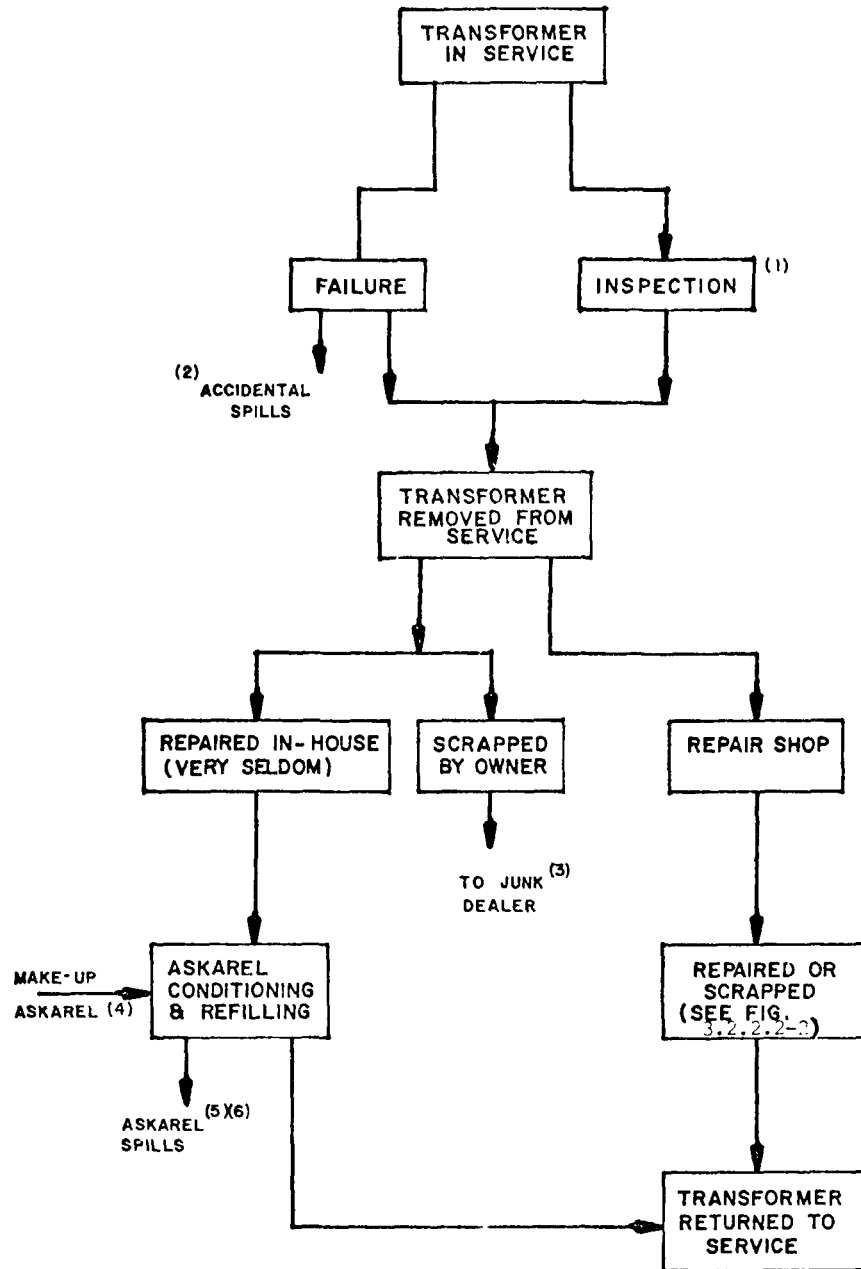 TRANSFORMER
IN SERVICE
FAILURE
INSPECTION (1)
(2) ACCIDENTAL
SPILLS
TRANSFORMER
REMOVED FROM
SERVICE
REPAIRED IN-HOUSE
(VERY SELDOM)
SCRAPPED
BY OWNER
REPAIR SHOP
TO JUNK (3)
DEALER
MAKE-UP
ASKAREL (4)
ASKAREL
CONDITIONING
& REFILLING
REPAIRED OR
SCRAPPED
(SEE FIG.
ASKAREL (5)(6)
SPILLS
TRANSFORMER
RETURNED TO
SERVICE